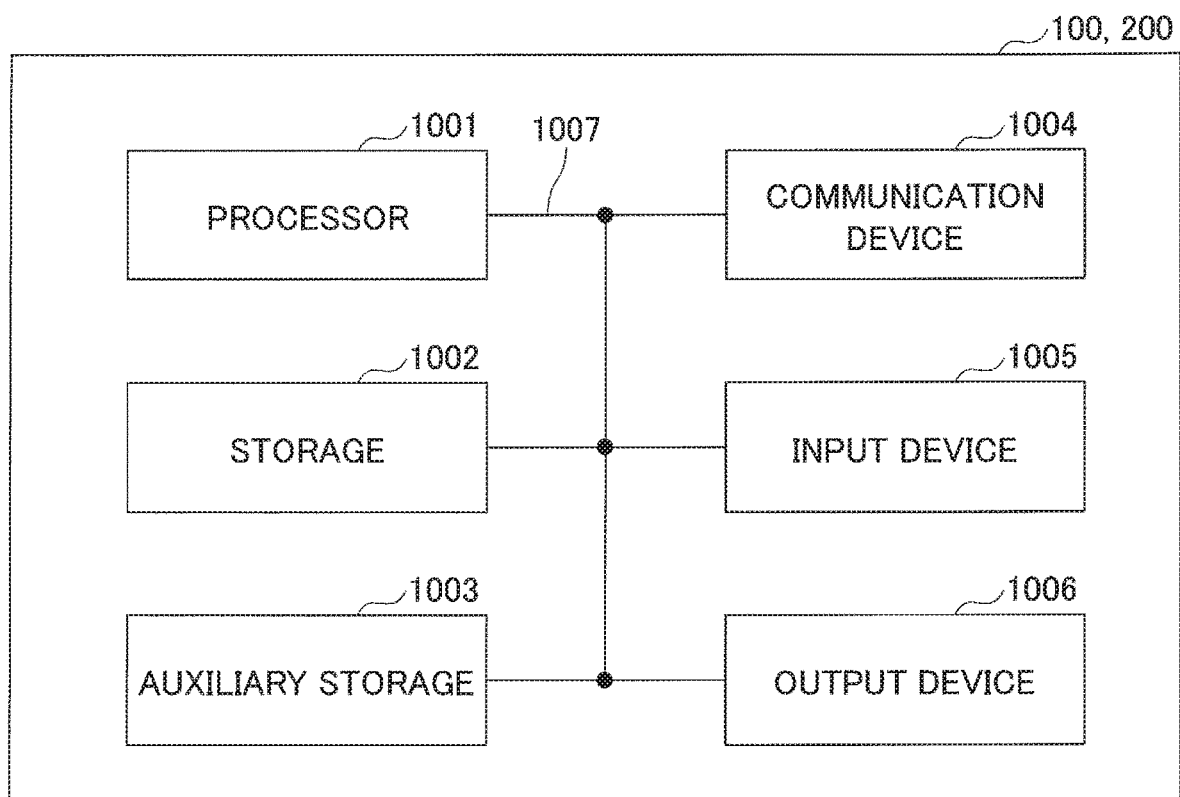 100, 200
1001
1007
1004
PROCESSOR
COMMUNICATION
DEVICE
1002
1005
STORAGE
INPUT DEVICE
1003
1006
AUXILIARY STORAGE
OUTPUT DEVICE